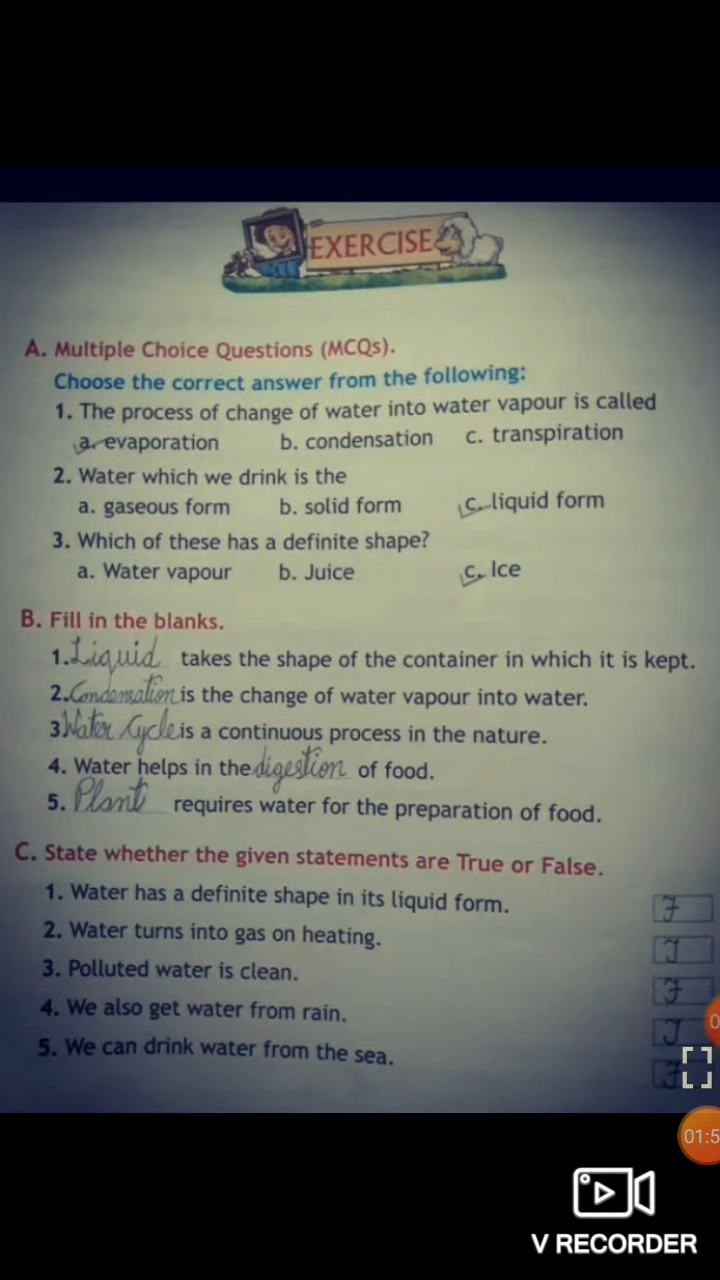 EXERCISE
A. Multiple Choice Questions (MCQs).
Choose the correct answer from the following:
1. The process of change of water into water vapour is called
a. evaporation b. condensation c. transpiration
2. Water which we drink is the
a. gaseous form b. solid form c. liquid form
3. Which of these has a definite shape?
a. Water vapour b. Juice c. Ice
B. Fill in the blanks.
1. Liquid takes the shape of the container in which it is kept.
2. Condensation is the change of water vapour into water.
3 Water Cycle is a continuous process in the nature.
4. Water helps in the digestion of food.
5. Plant requires water for the preparation of food.
C. State whether the given statements are True or False.
1. Water has a definite shape in its liquid form. F
2. Water turns into gas on heating. T
3. Polluted water is clean. F
4. We also get water from rain. T
5. We can drink water from the sea. F
01:5
V RECORDER